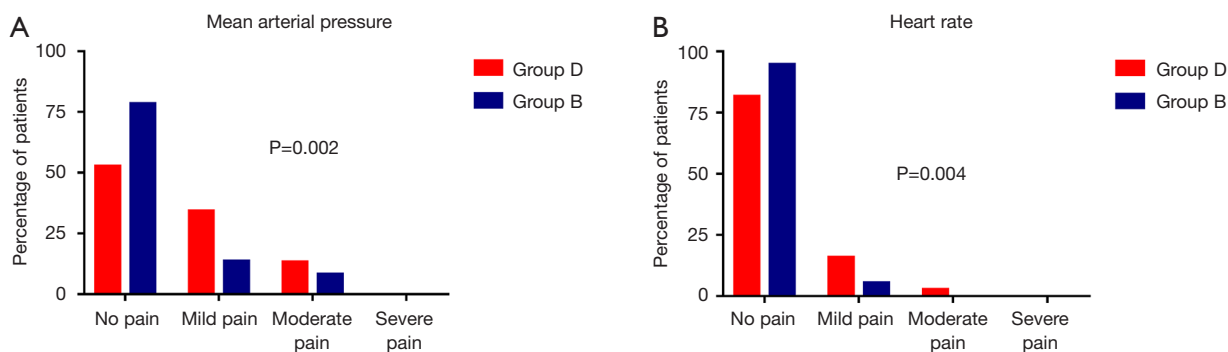 A
Mean arterial pressure
Percentage of patients
100
75
50
25
0
P=0.002
Group D
Group B
No pain
Mild pain
Moderate
pain
Severe
pain
B
Heart rate
Percentage of patients
100
75
50
25
0
P=0.004
Group D
Group B
No pain
Mild pain
Moderate
pain
Severe
pain